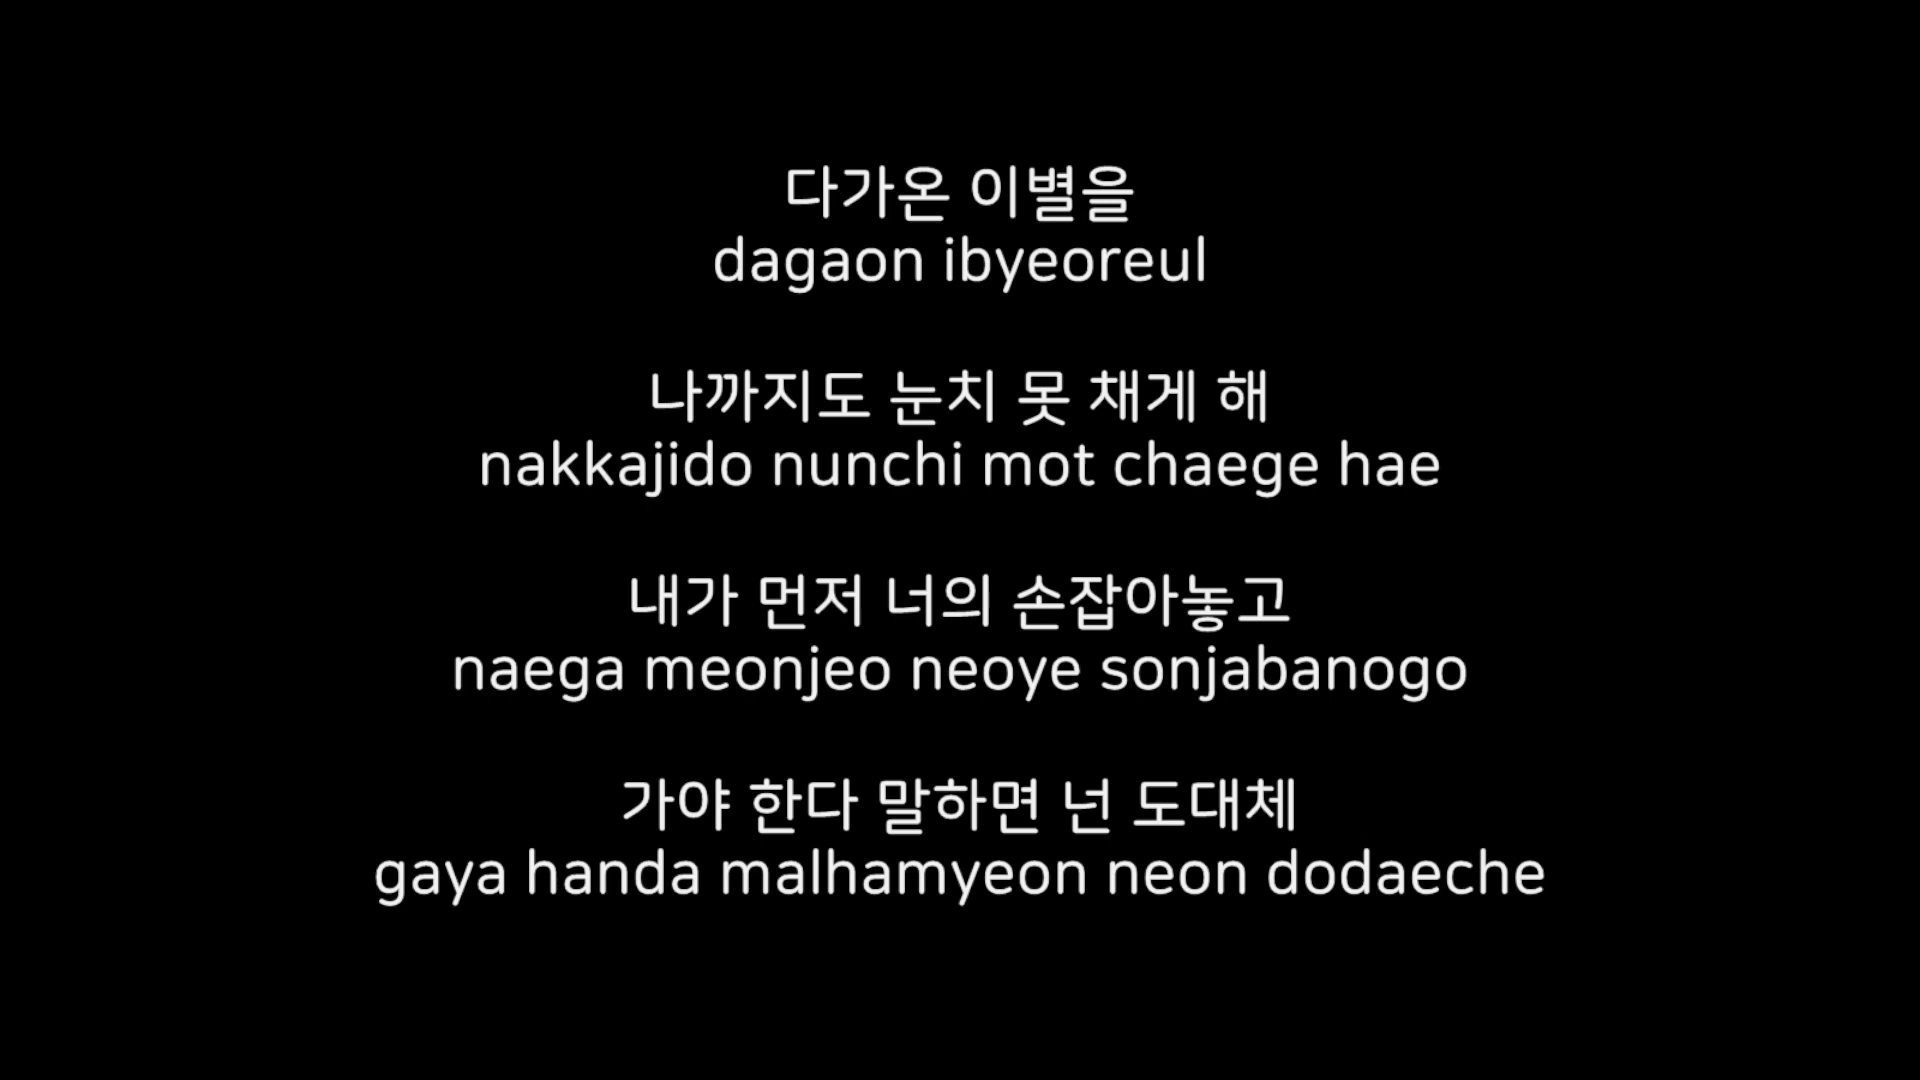 다가온 이별을
dagaon ibyeoreul
나까지도 눈치 못 채게 해
nakkajido nunchi mot chaege hae
내가 먼저 너의 손잡아놓고
naega meonjeo neoye sonjabanogo
가야 한다 말하면 넌 도대체
gaya handa malhamyeon neon dodaeche